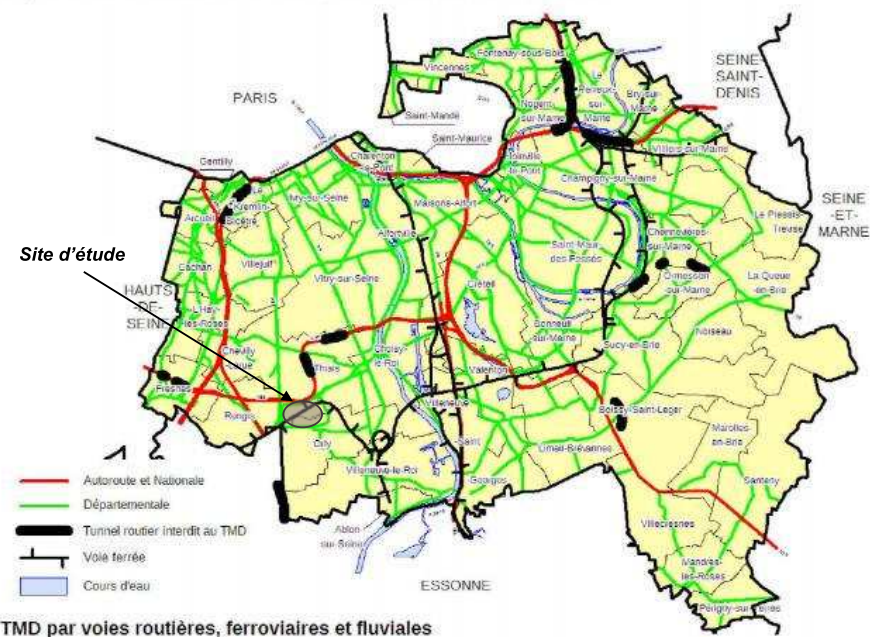 SEINE-
SAINT-
DENIS
PARIS
Fontenay-sous-Bois
Vincennes
Le
Perreux-
sur-
Marne
Bry-sur-
Marne
Nogent
sur-Marne
Saint-Mandé
Saint-Maurice
Joinville
-le-Pont
Villiers-sur-Marne
Charenton
-le-Pont
Gentilly
Le
Kremlin-
Bicêtre
Ivry-sur-Seine
Maisons-Alfort
Champigny-sur-Marne
SEINE
-ET-
MARNE
Arcueil
Alfortville
Le Plessis-
Trévise
Chennevières-
sur-Marne
Saint-Maur
des-Fossés
Cachan
Villejuif
Vitry-sur-Seine
Site d'étude
Ormesson
sur-Marne
La Queue
en-Brie
Créteil
HAUTS
-DE-
SEINE
L'Haÿ-
les-Roses
Bonneuil
sur-Marne
Noiseau
Sucy-en-Brie
Chevilly
-Larue
Thiais
Choisy-
le-Roi
Valenton
Fresnes
Rungis
Villeneuve
-Saint
-Georges
Boissy-Saint-Léger
Marolles
-en-Brie
Orly
Limeil-Brévannes
Villeneuve-le-Roi
Santeny
Ablon
-sur-Seine
Villecresnes
Mandres
-les-Roses
Périgny-sur-Yerres
ESSONNE
Autoroute et Nationale
Départementale
Tunnel routier interdit au TMD
Voie ferrée
Cours d'eau
TMD par voies routières, ferroviaires et fluviales